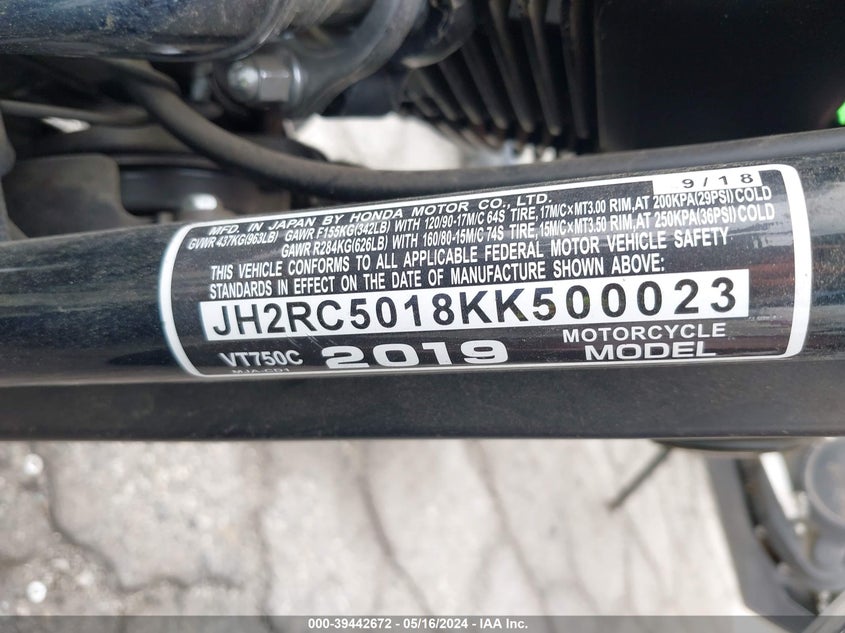 9/18
MFD. IN JAPAN BY HONDA MOTOR CO., LTD.
GVWR 437KG(963LB) GAWR F155KG(342LB) WITH 120/90-17M/C 64S TIRE, 17M/C×MT3.00 RIM, AT 200KPA(29PSI) COLD
GAWR R284KG(626LB) WITH 160/80-15M/C 74S TIRE, 15M/C×MT3.50 RIM, AT 250KPA(36PSI) COLD
THIS VEHICLE CONFORMS TO ALL APPLICABLE FEDERAL MOTOR VEHICLE SAFETY
STANDARDS IN EFFECT ON THE DATE OF MANUFACTURE SHOWN ABOVE:
JH2RC5018KK500023
VT750C 2019 MOTORCYCLE MODEL
000-39442672 - 05/16/2024 - IAA Inc.